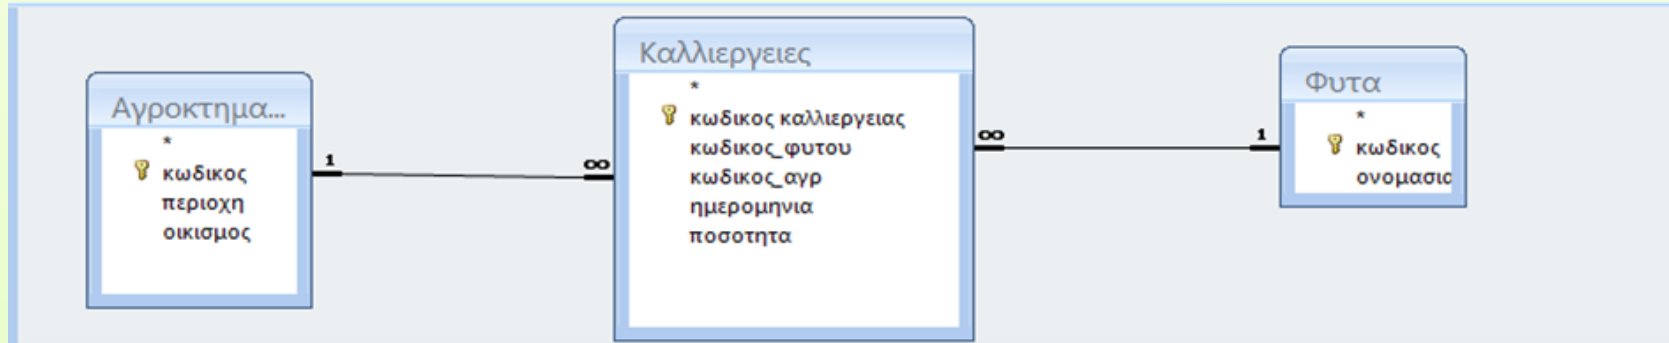 Αγροκτημα...
*
κωδικος
περιοχη
οικισμος
1
∞
Καλλιεργειες
*
κωδικος καλλιεργειας
κωδικος_φυτου
κωδικος_αγρ
ημερομηνια
ποσοτητα
∞
1
Φυτα
*
κωδικος
ονομασια